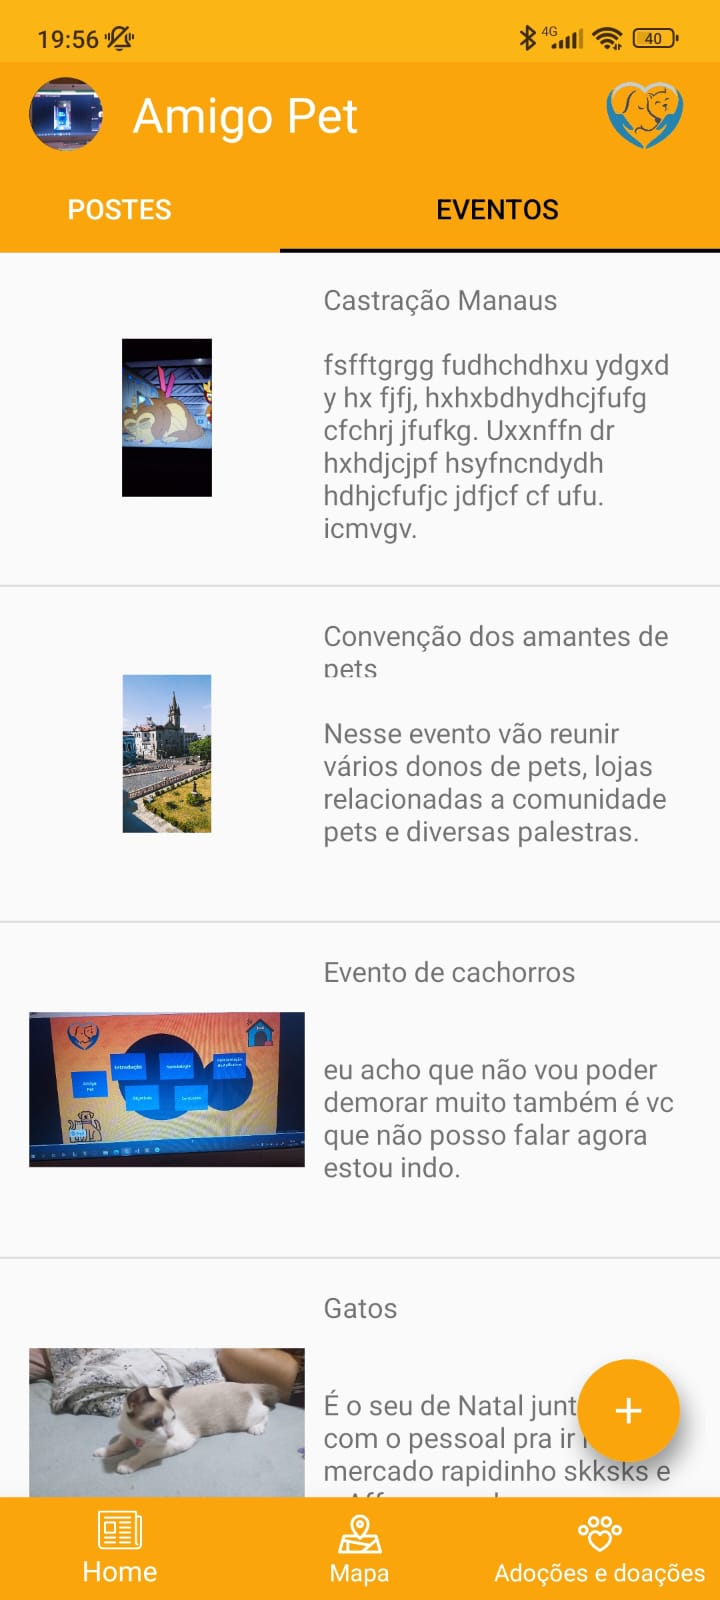 19:56
4G
40
Amigo Pet
POSTES
EVENTOS
Castração Manaus
fsfftgrgg fudhchdhxu ydgxd
y hx fjfj, hxhxbdhydhcjfufg
cfchrj jfufkg. Uxxnffn dr
hxhdjcjpf hsyfncndydh
hdhjcfufjc jdfjcf cf ufu.
icmvgv.
Convenção dos amantes de
pets
Nesse evento vão reunir
vários donos de pets, lojas
relacionadas a comunidade
pets e diversas palestras.
Evento de cachorros
Introdução
Metodologia
Amigo
Pet
Objetivos
eu acho que não vou poder
demorar muito também é vc
que não posso falar agora
estou indo.
Gatos
É o seu de Natal junt
com o pessoal pra ir
mercado rapidinho skksks e
+
Home
Mapa
Adoções e doações